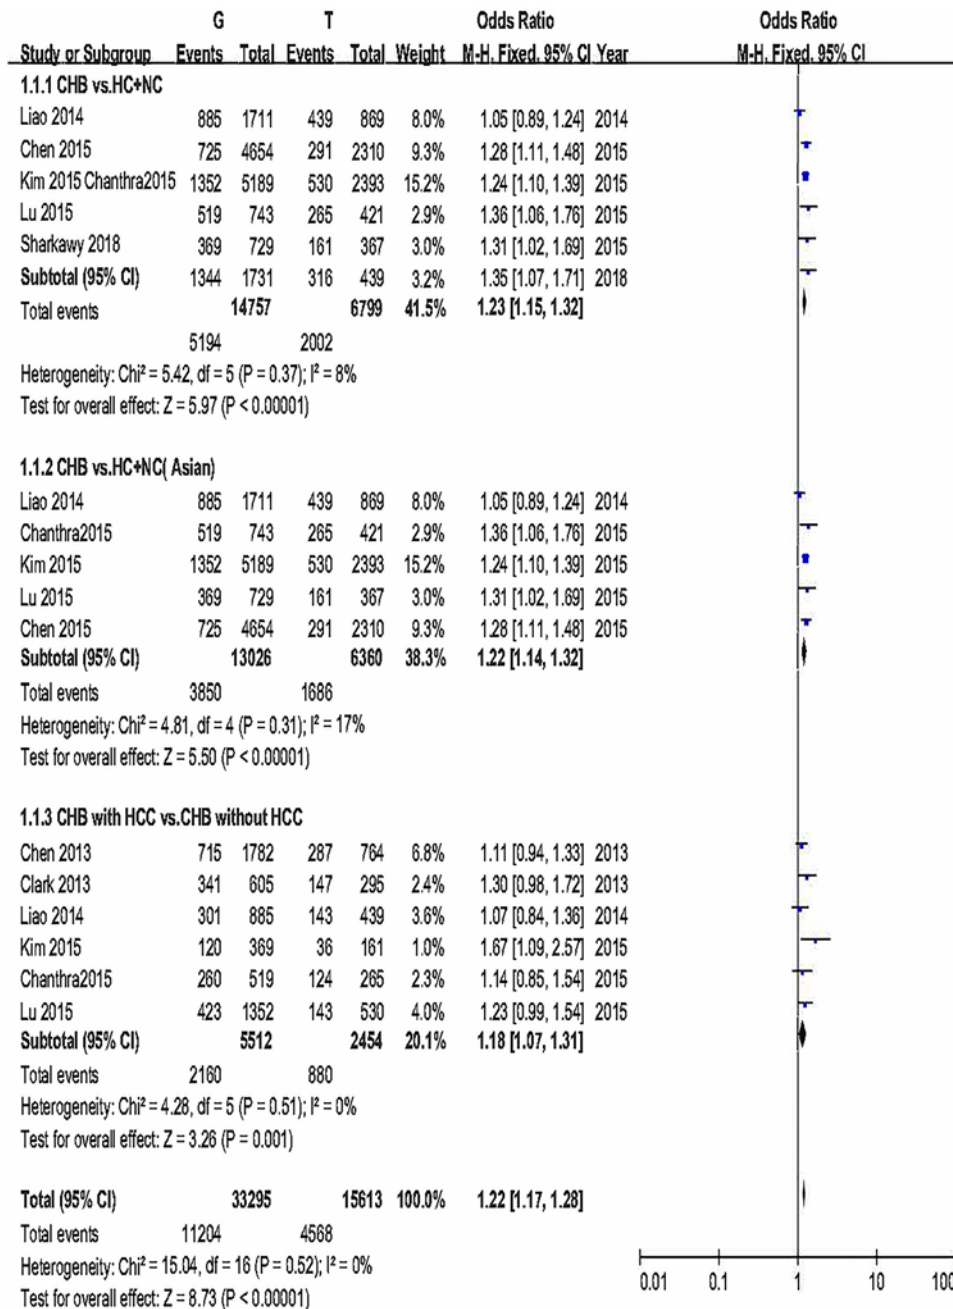 G T Odds Ratio Odds Ratio
Study or Subgroup Events Total Events Total Weight M-H, Fixed, 95% CI Year M-H, Fixed, 95% CI
1.1.1 CHB vs.HC+NC
Liao 2014 885 1711 439 869 8.0% 1.05 [0.89, 1.24] 2014
Chen 2015 725 4654 291 2310 9.3% 1.28 [1.11, 1.48] 2015
Kim 2015 Chanthra2015 1352 5189 530 2393 15.2% 1.24 [1.10, 1.39] 2015
Lu 2015 519 743 265 421 2.9% 1.36 [1.06, 1.76] 2015
Sharkawy 2018 369 729 161 367 3.0% 1.31 [1.02, 1.69] 2015
Subtotal (95% CI) 1344 1731 316 439 3.2% 1.35 [1.07, 1.71] 2018
Total events 14757 6799 41.5% 1.23 [1.15, 1.32]
5194 2002
Heterogeneity: Chi² = 5.42, df = 5 (P = 0.37); I² = 8%
Test for overall effect: Z = 5.97 (P < 0.00001)
1.1.2 CHB vs.HC+NC( Asian)
Liao 2014 885 1711 439 869 8.0% 1.05 [0.89, 1.24] 2014
Chanthra2015 519 743 265 421 2.9% 1.36 [1.06, 1.76] 2015
Kim 2015 1352 5189 530 2393 15.2% 1.24 [1.10, 1.39] 2015
Lu 2015 369 729 161 367 3.0% 1.31 [1.02, 1.69] 2015
Chen 2015 725 4654 291 2310 9.3% 1.28 [1.11, 1.48] 2015
Subtotal (95% CI) 13026 6360 38.3% 1.22 [1.14, 1.32]
Total events 3850 1686
Heterogeneity: Chi² = 4.81, df = 4 (P = 0.31); I² = 17%
Test for overall effect: Z = 5.50 (P < 0.00001)
1.1.3 CHB with HCC vs.CHB without HCC
Chen 2013 715 1782 287 764 6.8% 1.11 [0.94, 1.33] 2013
Clark 2013 341 605 147 295 2.4% 1.30 [0.98, 1.72] 2013
Liao 2014 301 885 143 439 3.6% 1.07 [0.84, 1.36] 2014
Kim 2015 120 369 36 161 1.0% 1.67 [1.09, 2.57] 2015
Chanthra2015 260 519 124 265 2.3% 1.14 [0.85, 1.54] 2015
Lu 2015 423 1352 143 530 4.0% 1.23 [0.99, 1.54] 2015
Subtotal (95% CI) 5512 2454 20.1% 1.18 [1.07, 1.31]
Total events 2160 880
Heterogeneity: Chi² = 4.28, df = 5 (P = 0.51); I² = 0%
Test for overall effect: Z = 3.26 (P = 0.001)
Total (95% CI) 33295 15613 100.0% 1.22 [1.17, 1.28]
Total events 11204 4568
Heterogeneity: Chi² = 15.04, df = 16 (P = 0.52); I² = 0%
Test for overall effect: Z = 8.73 (P < 0.00001)
0.01 0.1 1 10 100